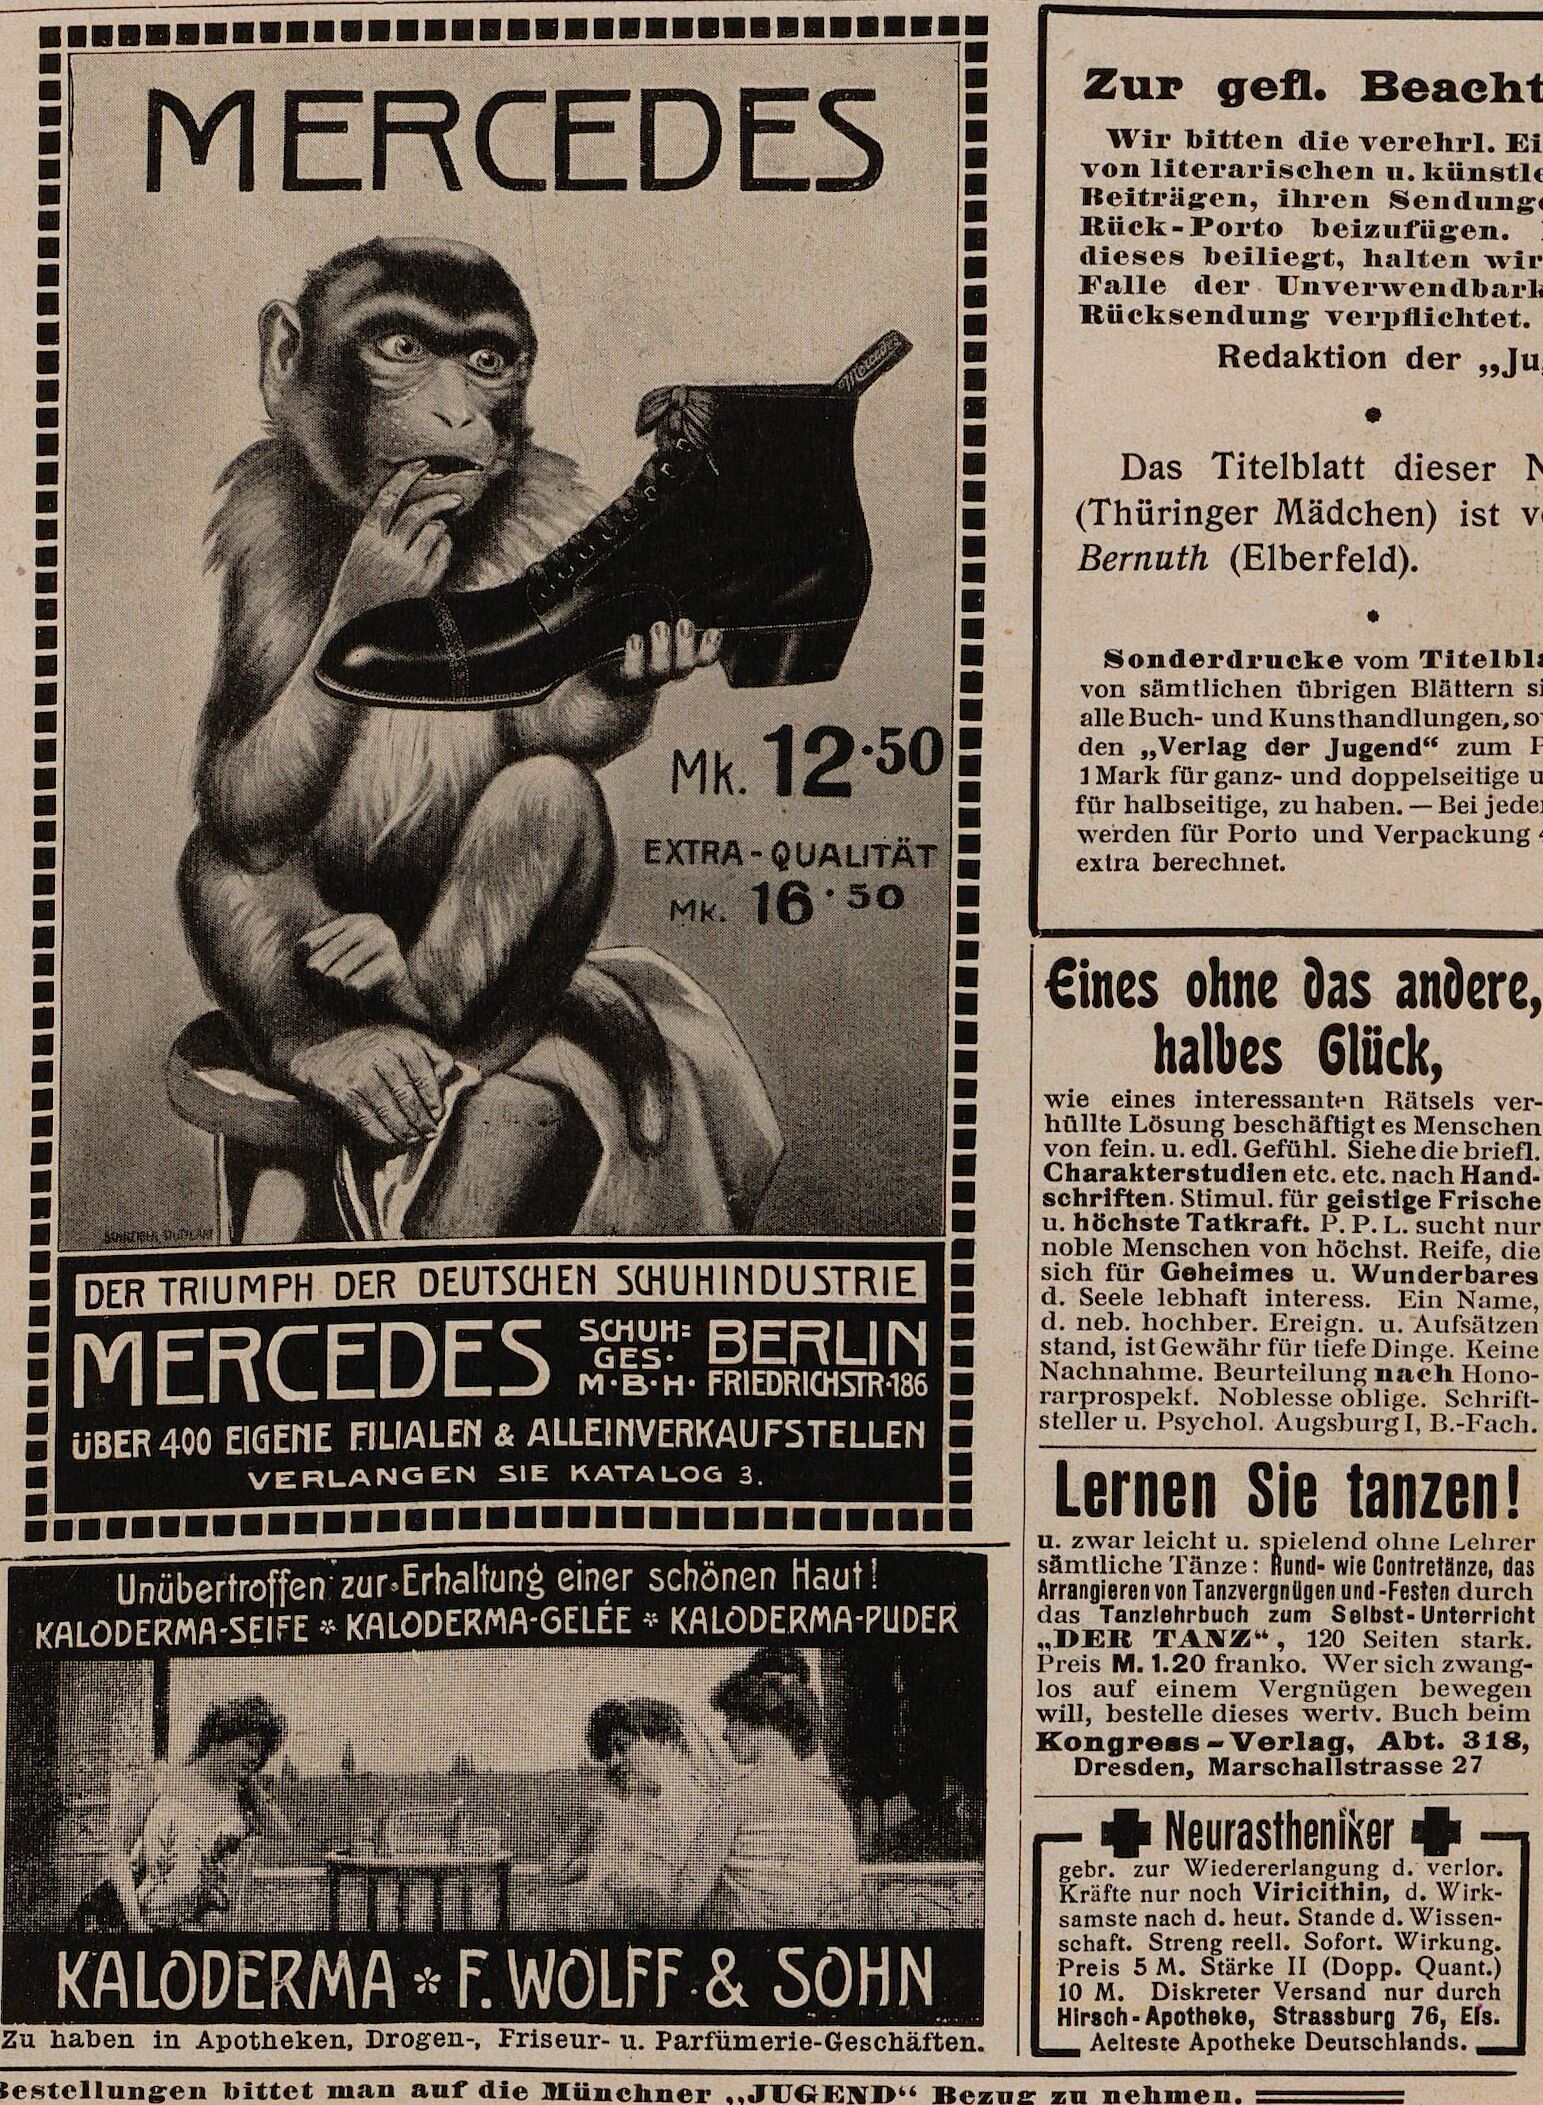 MERCEDES
Mercedes
Mk. 12.50
EXTRA-QUALITÄT
Mk. 16.50
DER TRIUMPH DER DEUTSCHEN SCHUHINDUSTRIE
MERCEDES SCHUH=GES. M.B.H. BERLIN FRIEDRICHSTR.186
ÜBER 400 EIGENE FILIALEN & ALLEINVERKAUFSTELLEN
VERLANGEN SIE KATALOG 3.
Unübertroffen zur Erhaltung einer schönen Haut!
KALODERMA-SEIFE * KALODERMA-GELÉE * KALODERMA-PUDER
KALODERMA * F. WOLFF & SOHN
Zu haben in Apotheken, Drogen-, Friseur- u. Parfümerie-Geschäften.
Zur gefl. Beacht
Wir bitten die verehrl. Ei
von literarischen u. künstle
Beiträgen, ihren Sendunge
Rück-Porto beizufügen.
dieses beiliegt, halten wir
Falle der Unverwendbark
Rücksendung verpflichtet.
Redaktion der „Ju
Das Titelblatt dieser N
(Thüringer Mädchen) ist v
Bernuth (Elberfeld).
Sonderdrucke vom Titelbla
von sämtlichen übrigen Blättern si
alle Buch- und Kunsthandlungen, so
den „Verlag der Jugend“ zum P
1 Mark für ganz- und doppelseitige u
für halbseitige, zu haben. — Bei jede
werden für Porto und Verpackung
extra berechnet.
Eines ohne das andere,
halbes Glück,
wie eines interessanten Rätsels ver-
hüllte Lösung beschäftigt es Menschen
von fein. u. edl. Gefühl. Siehe die briefl.
Charakterstudien etc. etc. nach Hand-
schriften. Stimul. für geistige Frische
u. höchste Tatkraft. P. P. L. sucht nur
noble Menschen von höchst. Reife, die
sich für Geheimes u. Wunderbares
d. Seele lebhaft interess. Ein Name,
d. neb. hochber. Ereign. u. Aufsätzen
stand, ist Gewähr für tiefe Dinge. Keine
Nachnahme. Beurteilung nach Hono-
rarprospekt. Noblesse oblige. Schrift-
steller u. Psychol. Augsburg I, B.-Fach.
Lernen Sie tanzen!
u. zwar leicht u. spielend ohne Lehrer
sämtliche Tänze: Rund- wie Contretänze, das
Arrangieren von Tanzvergnügen und -Festen durch
das Tanzlehrbuch zum Selbst-Unterricht
„DER TANZ“, 120 Seiten stark.
Preis M. 1.20 franko. Wer sich zwang-
los auf einem Vergnügen bewegen
will, bestelle dieses wertv. Buch beim
Kongress-Verlag, Abt. 318,
Dresden, Marschallstrasse 27
Neurastheniker
gebr. zur Wiedererlangung d. verlor.
Kräfte nur noch Viricithin, d. Wirk-
samste nach d. heut. Stande d. Wissen-
schaft. Streng reell. Sofort. Wirkung.
Preis 5 M. Stärke II (Dopp. Quant.)
10 M. Diskreter Versand nur durch
Hirsch-Apotheke, Strassburg 76, Els.
Aelteste Apotheke Deutschlands.
Bestellungen bittet man auf die Münchner „JUGEND“ Bezug zu nehmen.